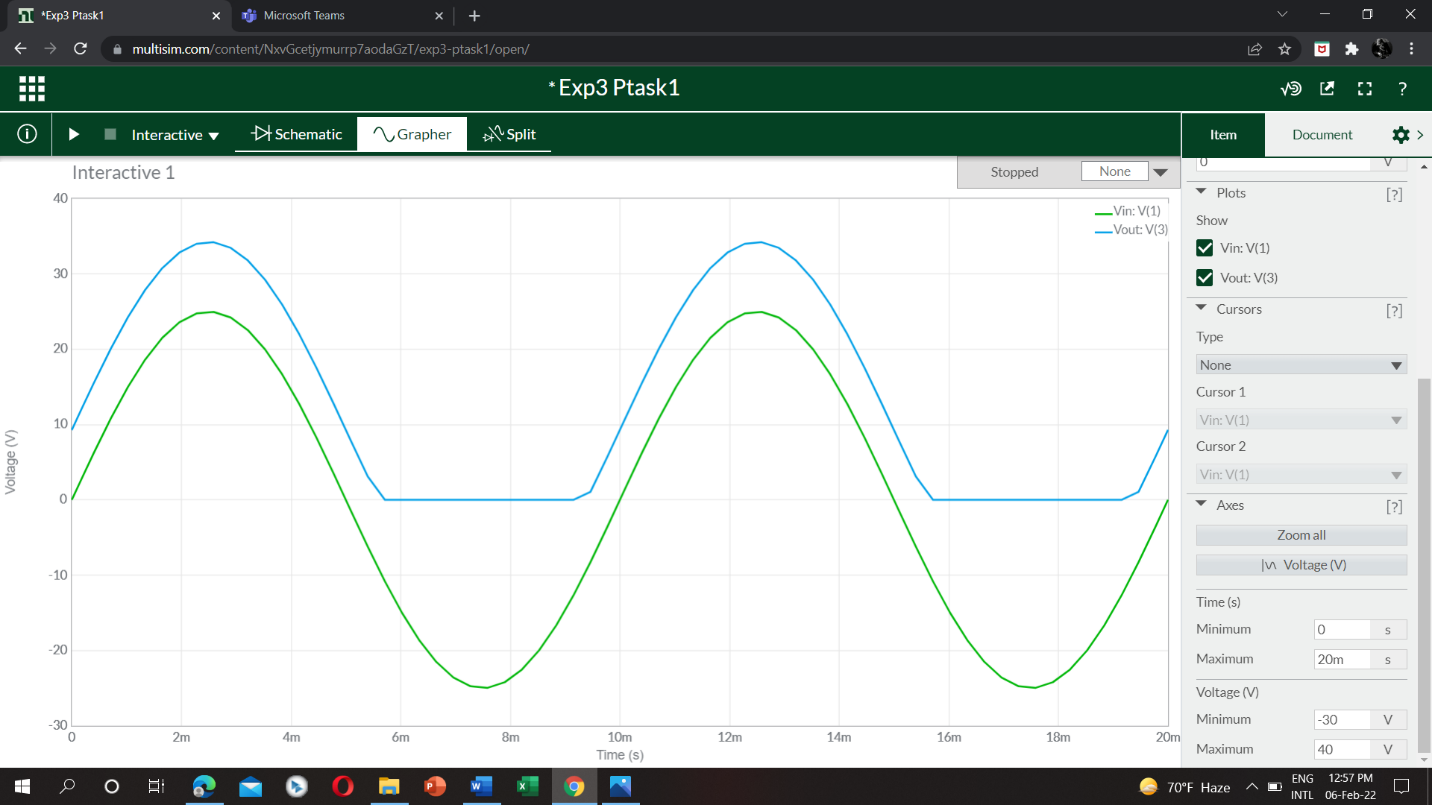 *Exp3 Ptask1
Microsoft Teams
multisim.com/content/NxvGcetjymurrp7aodaGzT/exp3-ptask1/open/
* Exp3 Ptask1
Interactive
Schematic
Grapher
Split
Item
Document
Interactive 1
Stopped
None
Vin: V(1)
Vout: V(3)
40
30
20
10
0
-10
-20
-30
Voltage (V)
0
2m
4m
6m
8m
10m
12m
14m
16m
18m
20m
Time (s)
0 V
Plots [?]
Show
Vin: V(1)
Vout: V(3)
Cursors [?]
Type
None
Cursor 1
Vin: V(1)
Cursor 2
Vin: V(1)
Axes [?]
Zoom all
Voltage (V)
Time (s)
Minimum 0 s
Maximum 20m s
Voltage (V)
Minimum -30 V
Maximum 40 V
70°F Haze
ENG
INTL
12:57 PM
06-Feb-22